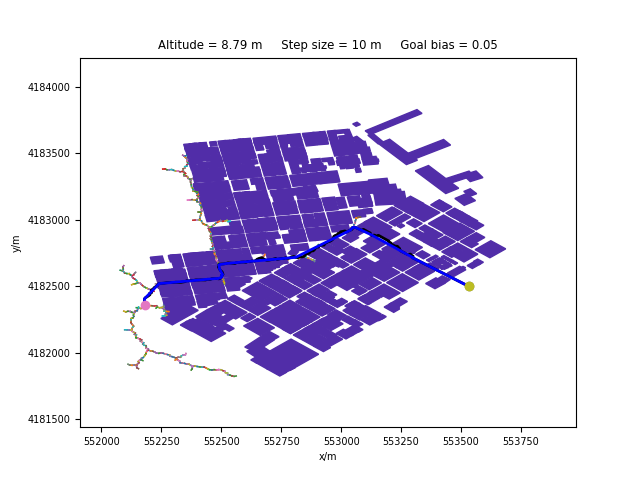 Altitude = 8.79 m     Step size = 10 m     Goal bias = 0.05
4184000
4183500
4183000
4182500
4182000
4181500
y/m
552000 552250 552500 552750 553000 553250 553500 553750
x/m